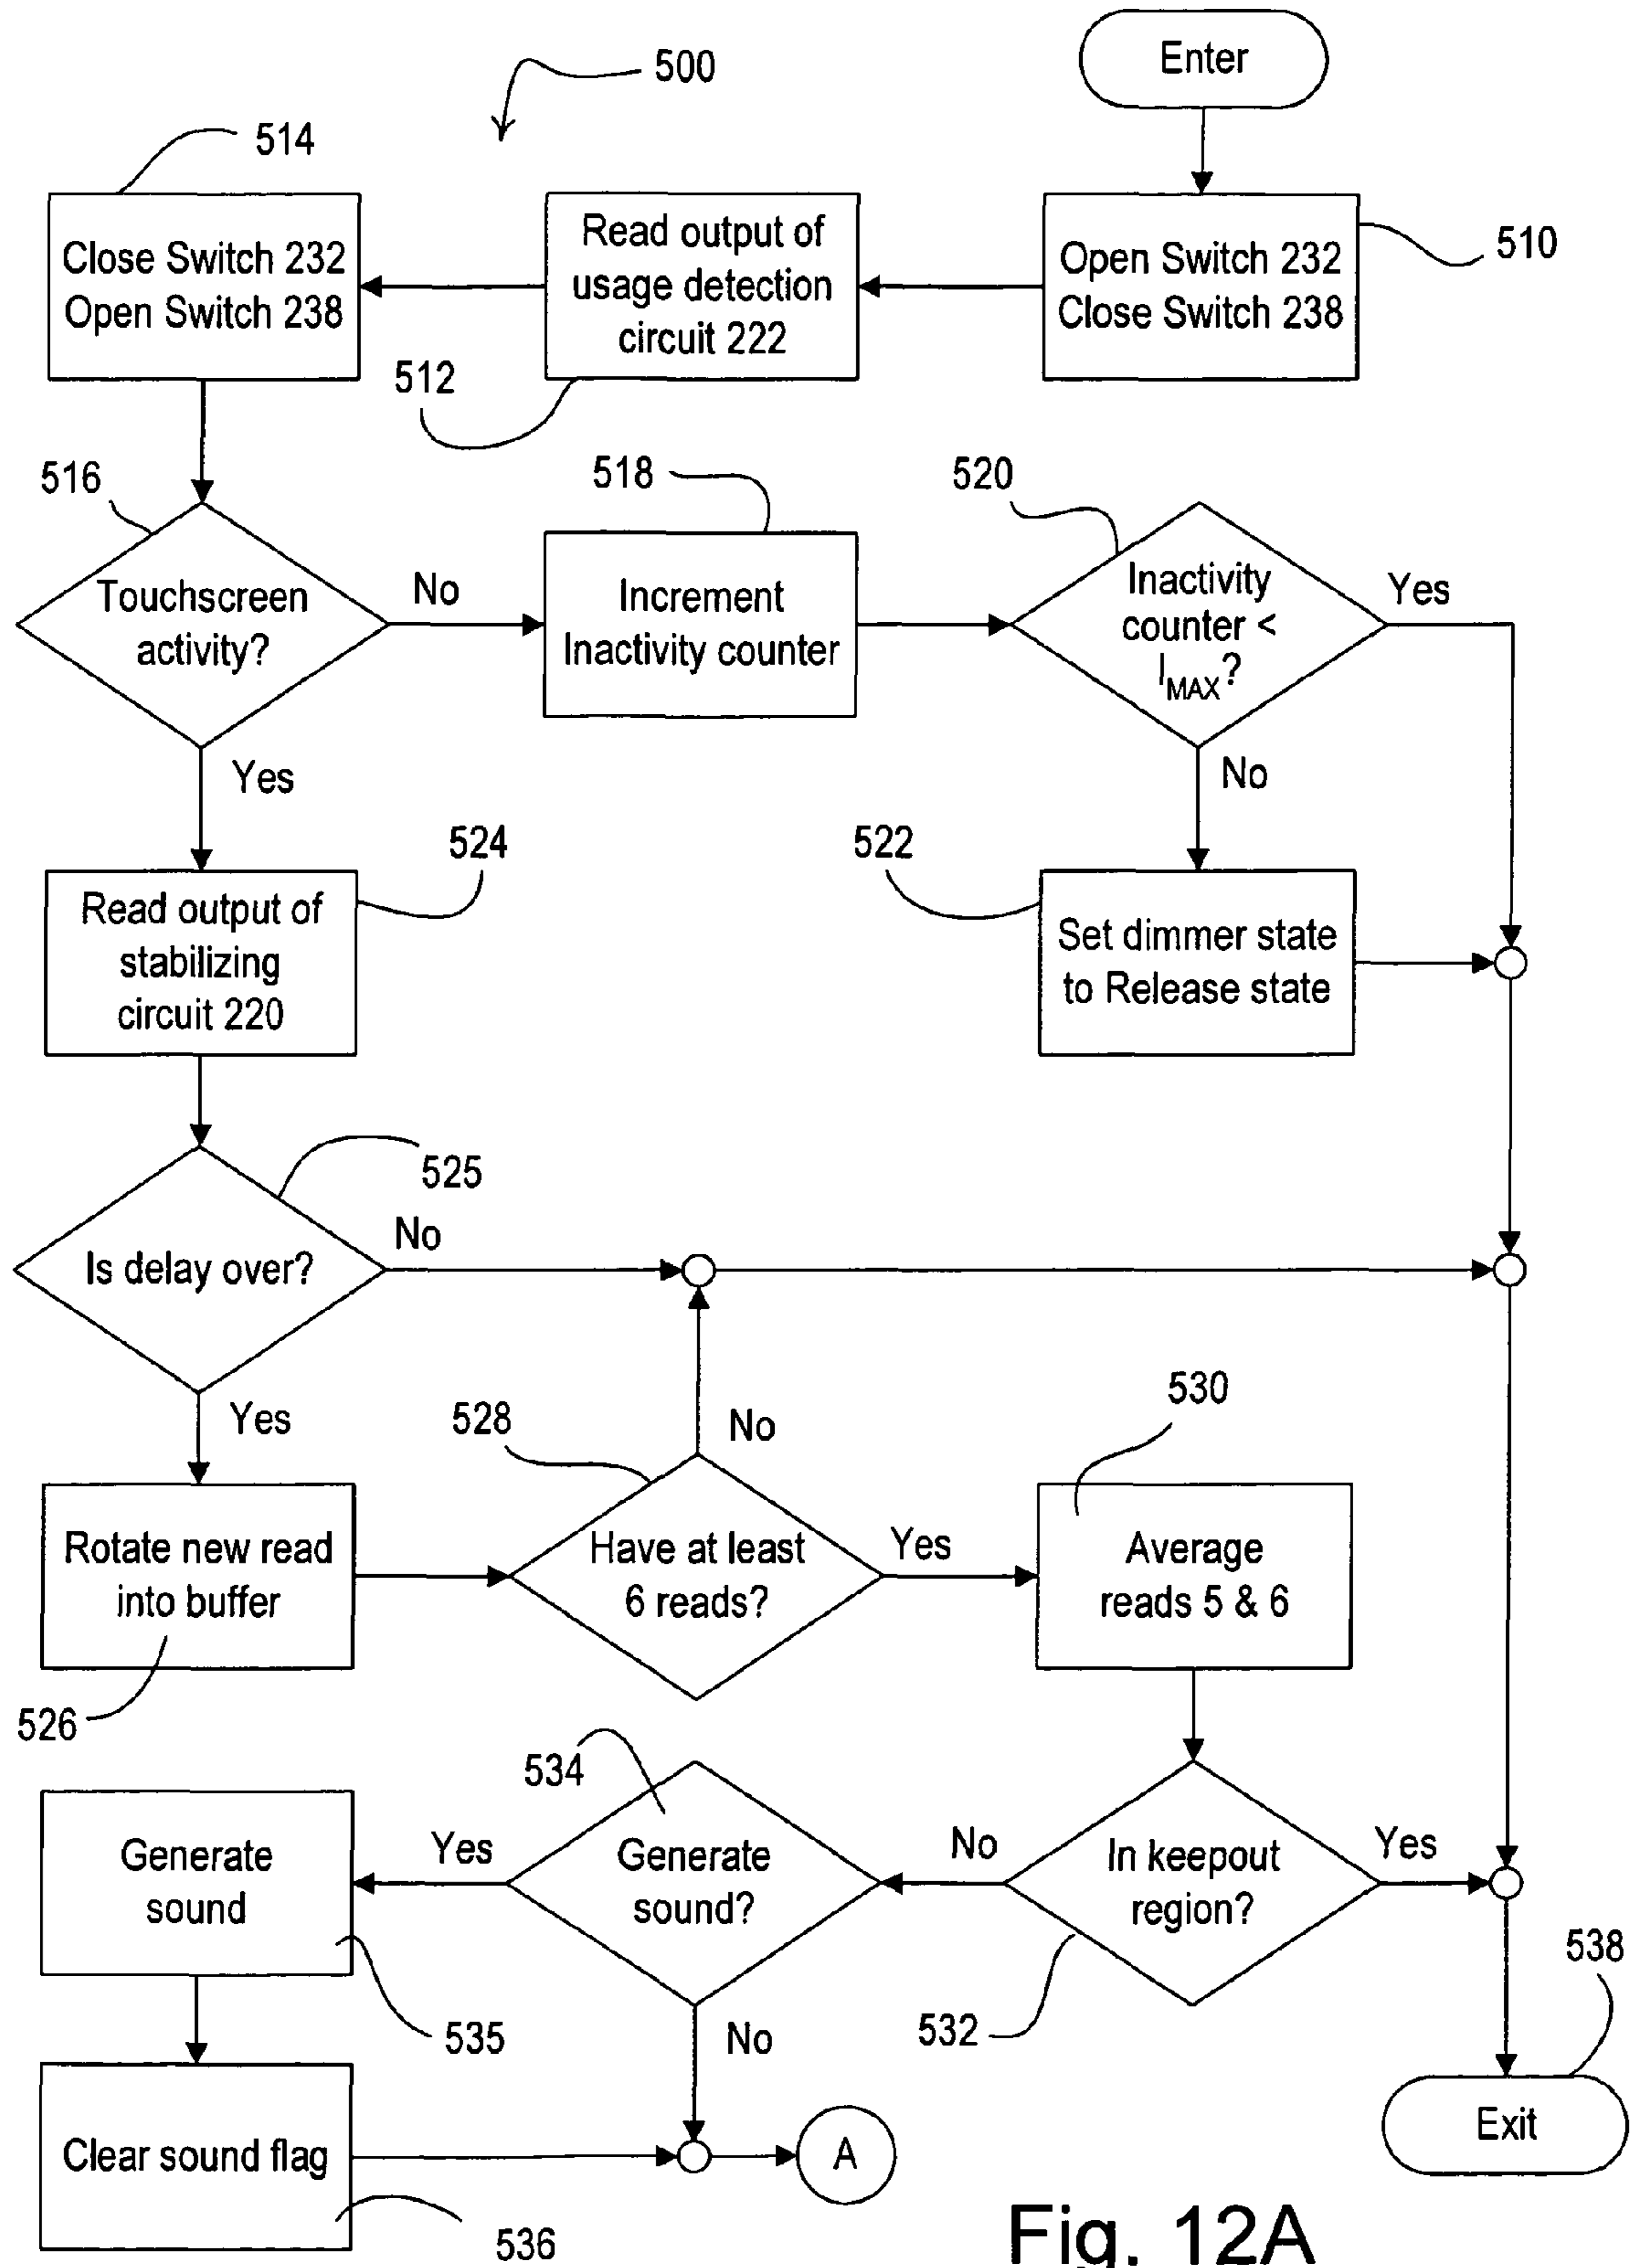 500
Enter
514
Close Switch 232
Open Switch 238
Read output of
usage detection
circuit 222
512
Open Switch 232
Close Switch 238
510
516
Touchscreen
activity?
No
Yes
518
Increment
Inactivity counter
520
Inactivity
counter <
IMAX?
Yes
No
524
Read output of
stabilizing
circuit 220
522
Set dimmer state
to Release state
525
Is delay over?
No
Yes
526
Rotate new read
into buffer
528
Have at least
6 reads?
No
Yes
530
Average
reads 5 & 6
532
In keepout
region?
Yes
No
534
Generate
sound?
Yes
No
Generate
sound
535
Clear sound flag
536
A
538
Exit
Fig. 12A